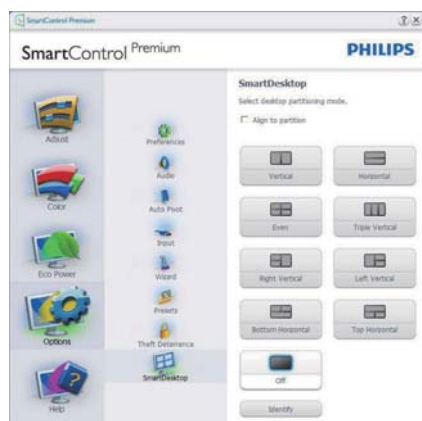 SmartControl Premium
SmartControl Premium
PHILIPS
Adjust
Color
Eco Power
Options
Help
Preferences
Audio
Auto Pivot
Input
Wizard
Presets
Theft Deterrence
SmartDesktop
SmartDesktop
Select desktop partitioning mode.
Align to partition
Vertical
Horizontal
Even
Triple Vertical
Right Vertical
Left Vertical
Bottom Horizontal
Top Horizontal
Off
Identify